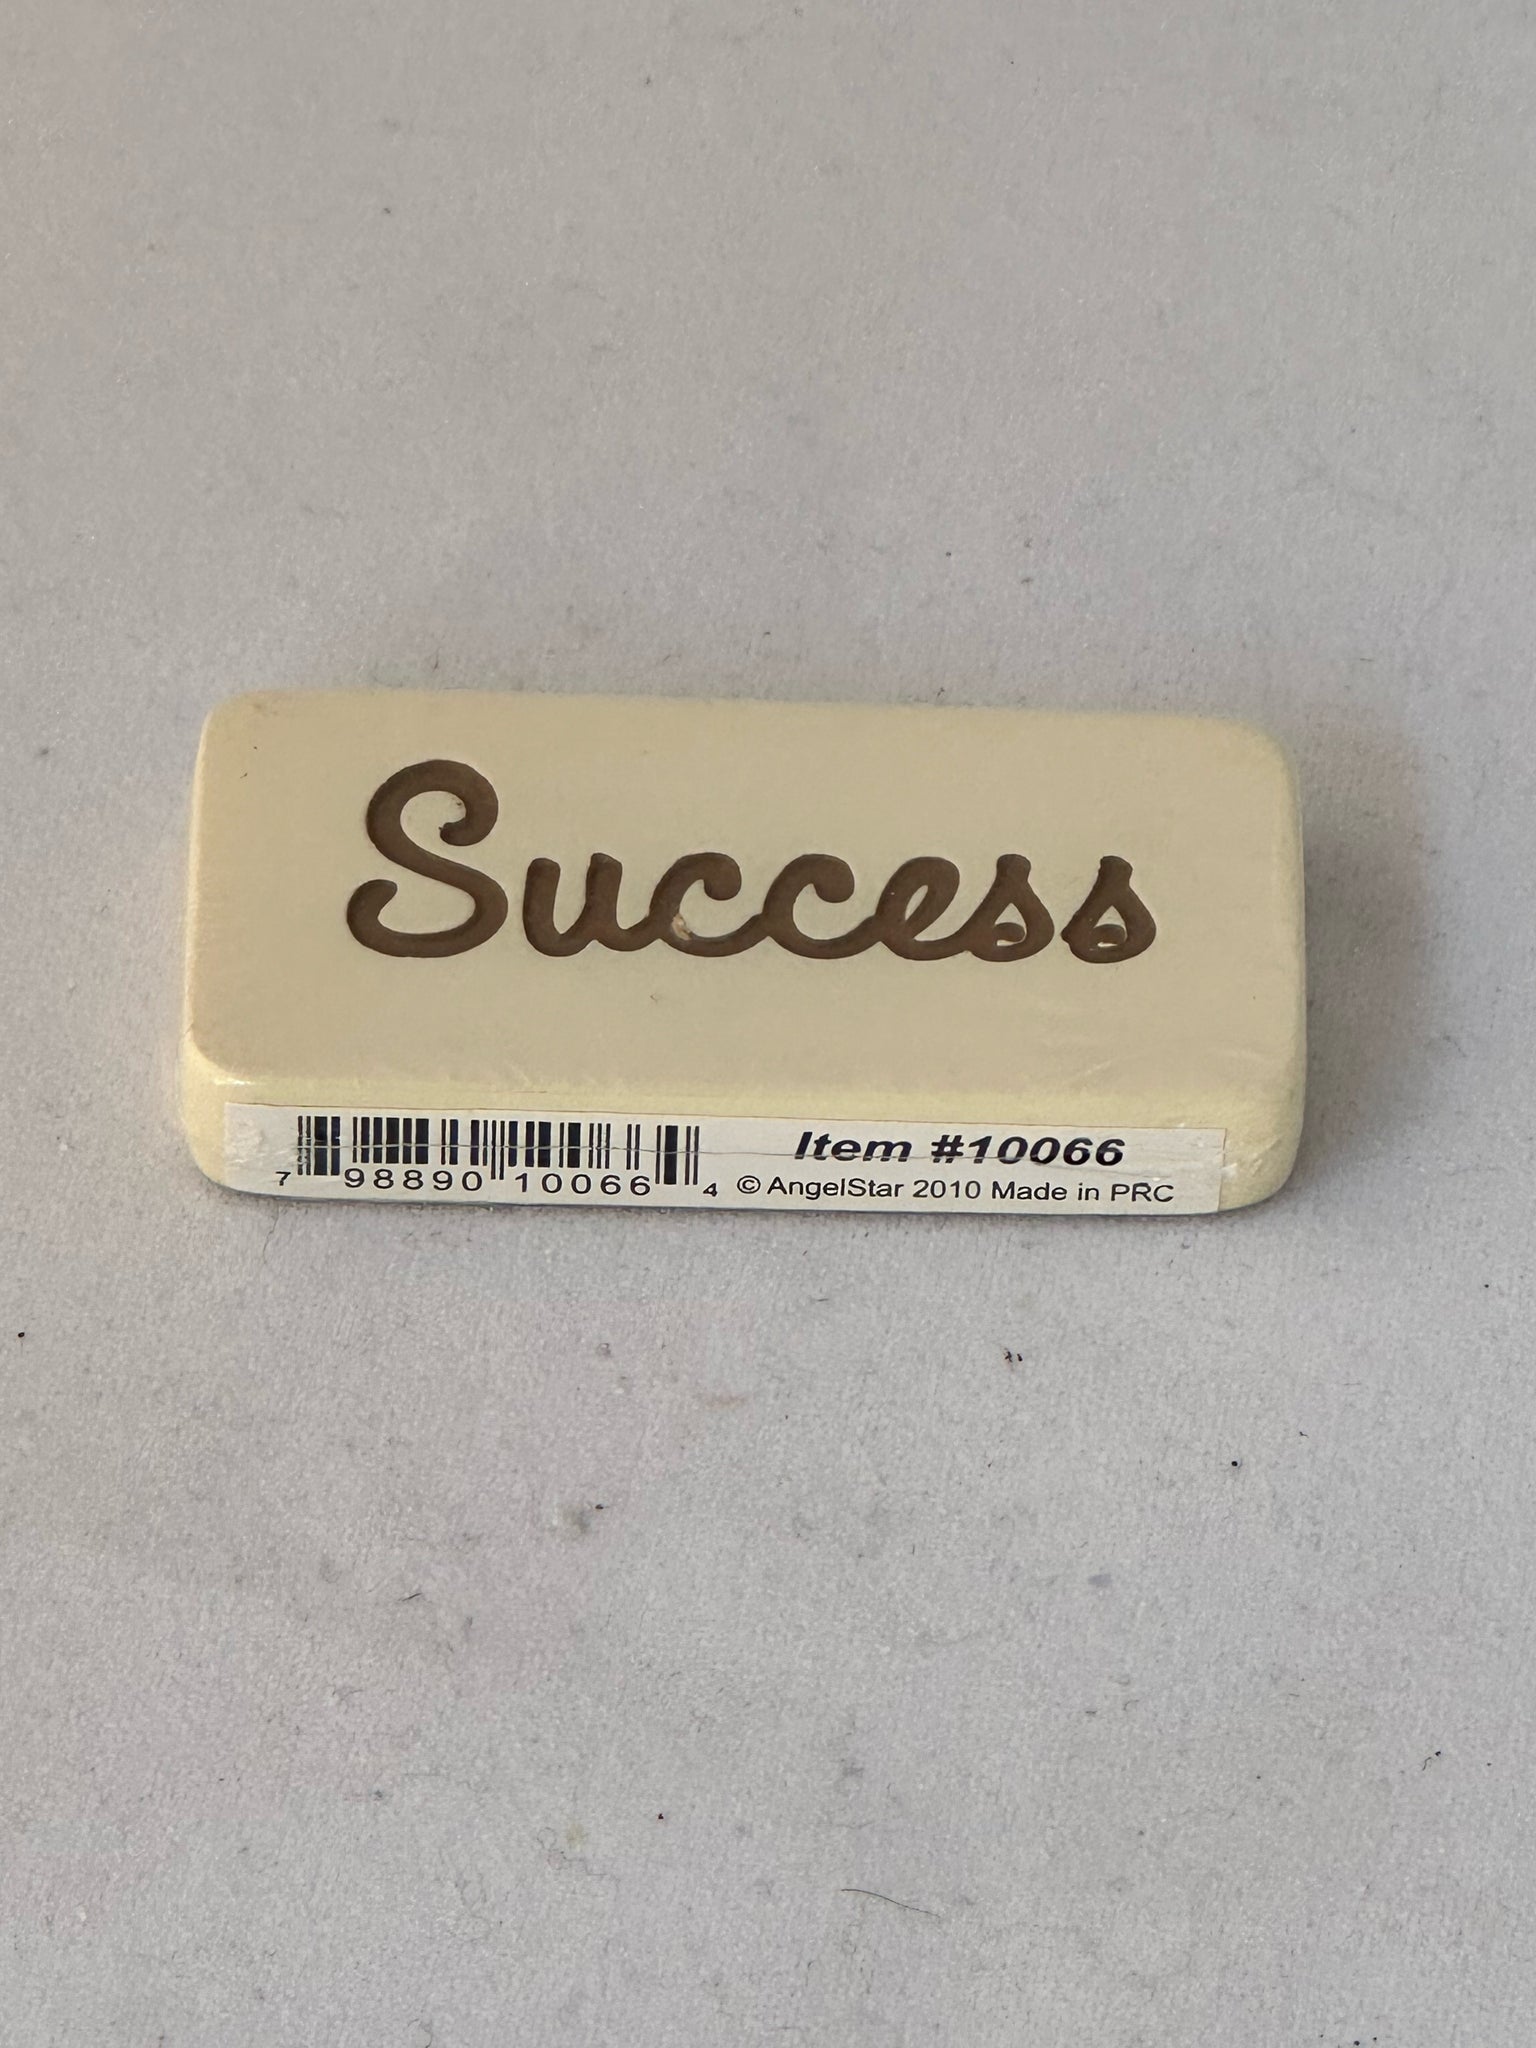 Success
Item #10066
7 98890 10066 4
© AngelStar 2010 Made in PRC